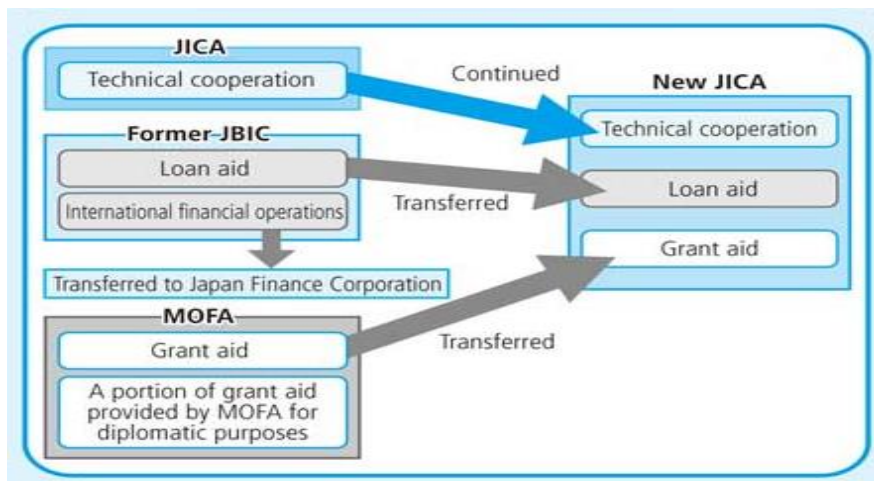 JICA
Technical cooperation
Continued
New JICA
Technical cooperation
Former JBIC
Loan aid
International financial operations
Transferred
Loan aid
Grant aid
Transferred to Japan Finance Corporation
MOFA
Grant aid
Transferred
A portion of grant aid
provided by MOFA for
diplomatic purposes